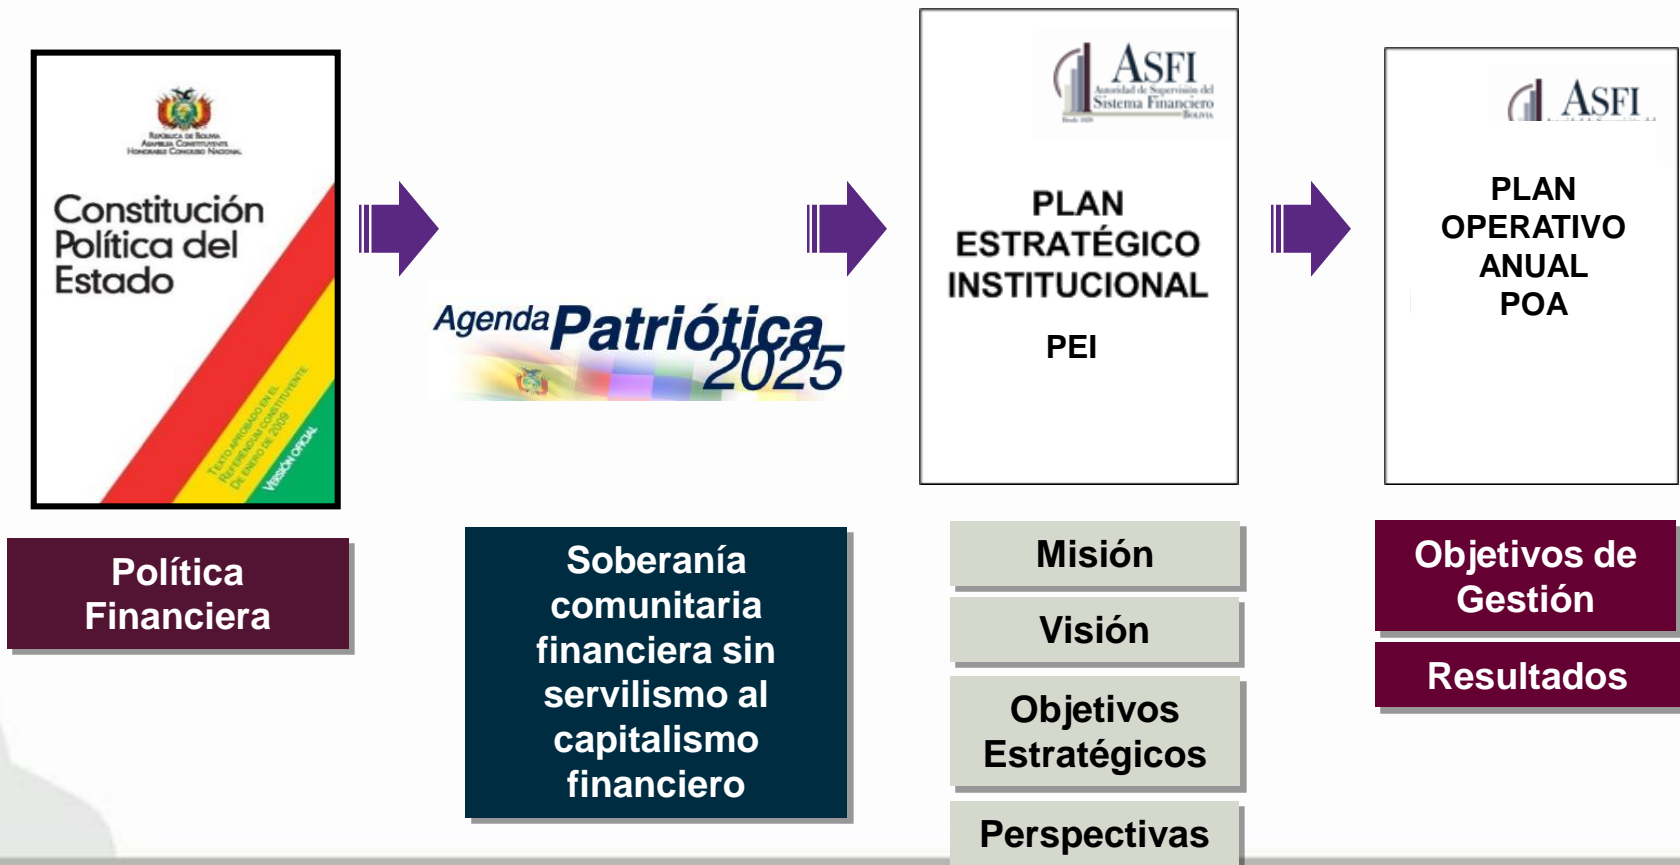 REPÚBLICA DE BOLIVIA
ASAMBLEA CONSTITUYENTE
HONORABLE CONGRESO NACIONAL
Constitución
Política del
Estado
TEXTO APROBADO EN EL
REFERÉNDUM CONSTITUYENTE
DE ENERO DE 2009
VERSIÓN OFICIAL
Política
Financiera
Agenda Patriótica
2025
Soberanía
comunitaria
financiera sin
servilismo al
capitalismo
financiero
ASFI
Autoridad de Supervisión del
Sistema Financiero
BOLIVIA
Desde 1928
PLAN
ESTRATÉGICO
INSTITUCIONAL
PEI
Misión
Visión
Objetivos
Estratégicos
Perspectivas
ASFI
PLAN
OPERATIVO
ANUAL
POA
Objetivos de
Gestión
Resultados